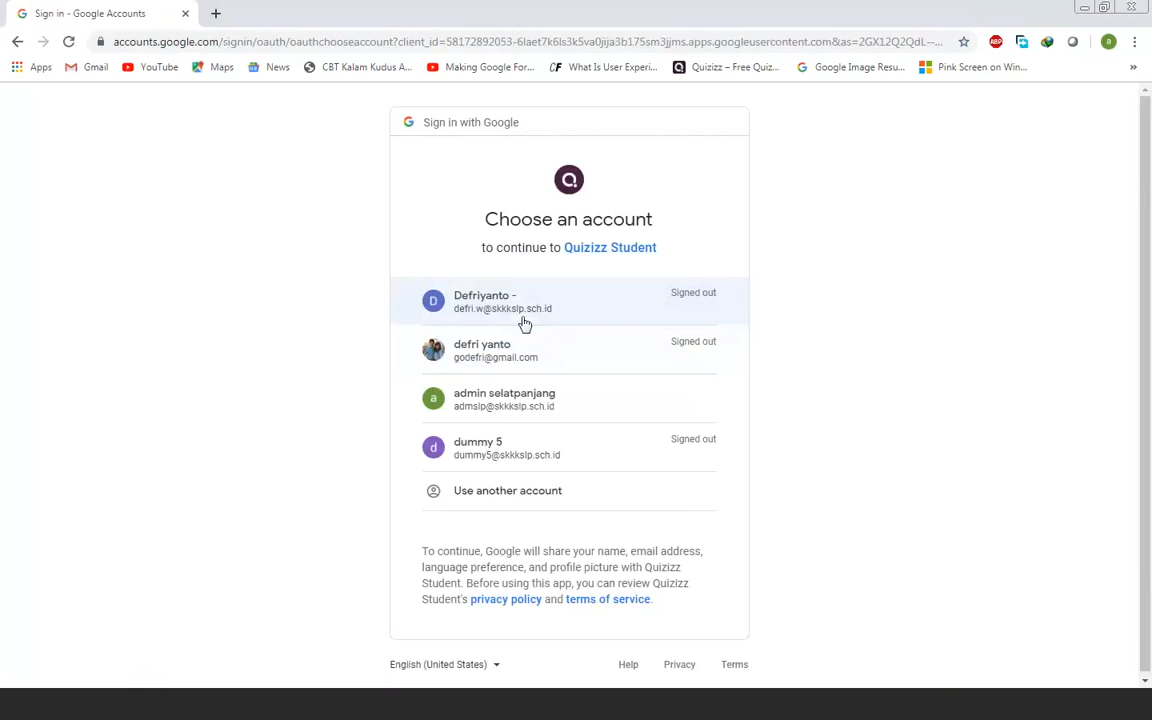 Sign in - Google Accounts
accounts.google.com/signin/oauth/oauthchooseaccount?client_id=58172892053-6laet7k6ls3k5va0jija3b175sm3jjms.apps.googleusercontent.com&as=2GX12Q2QdL--...
Apps Gmail YouTube Maps News CBT Kalam Kudus A... Making Google For... What Is User Experi... Quizizz – Free Quiz... Google Image Resu... Pink Screen on Win... »
Sign in with Google
Choose an account
to continue to Quizizz Student
D Defriyanto - Signed out
defri.w@skkkslp.sch.id
defri yanto Signed out
godefri@gmail.com
a admin selatpanjang
admslp@skkkslp.sch.id
d dummy 5 Signed out
dummy5@skkkslp.sch.id
Use another account
To continue, Google will share your name, email address,
language preference, and profile picture with Quizizz
Student. Before using this app, you can review Quizizz
Student's privacy policy and terms of service.
English (United States) Help Privacy Terms